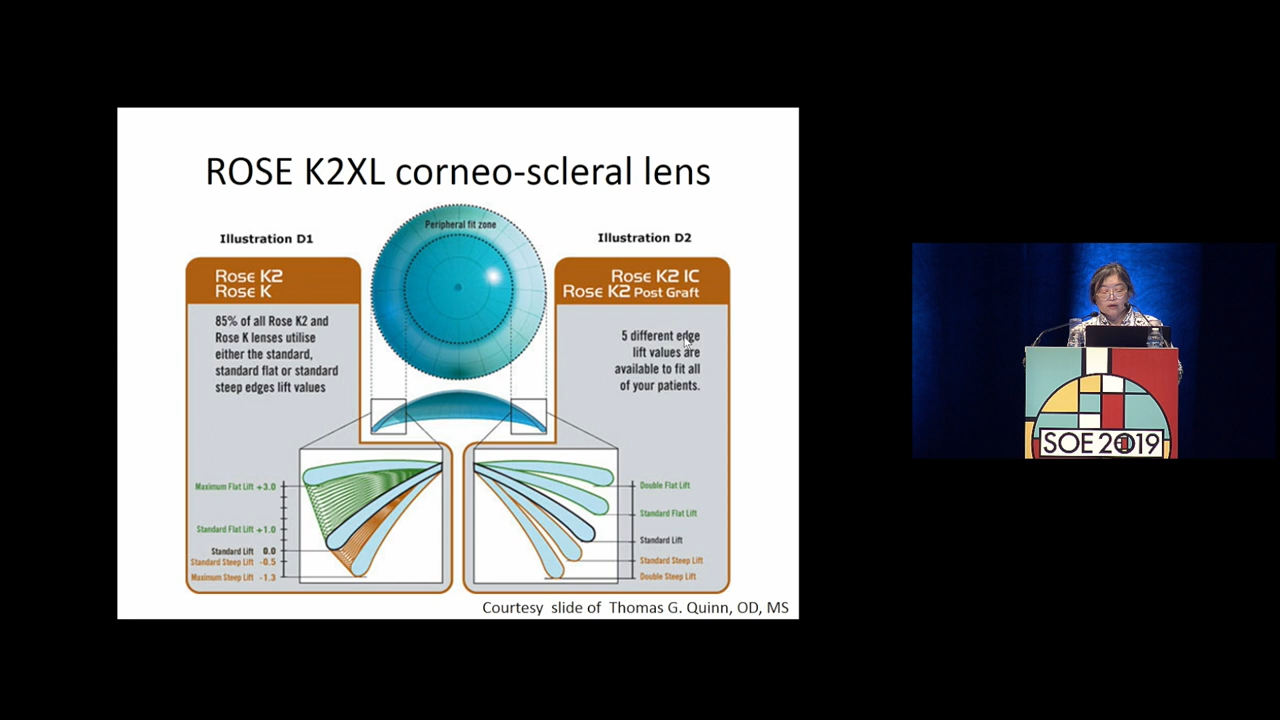 ROSE K2XL corneo-scleral lens
Illustration D1
Peripheral fit zone
Illustration D2
Rose K2
Rose K
85% of all Rose K2 and
Rose K lenses utilise
either the standard,
standard flat or standard
steep edges lift values
Rose K2 IC
Rose K2 Post Graft
5 different edge
lift values are
available to fit all
of your patients.
Maximum Flat Lift +3.0
Standard Flat Lift +1.0
Standard Lift 0.0
Standard Steep Lift -0.5
Maximum Steep Lift -1.3
Double Flat Lift
Standard Flat Lift
Standard Lift
Standard Steep Lift
Double Steep Lift
Courtesy slide of Thomas G. Quinn, OD, MS
SOE 2019